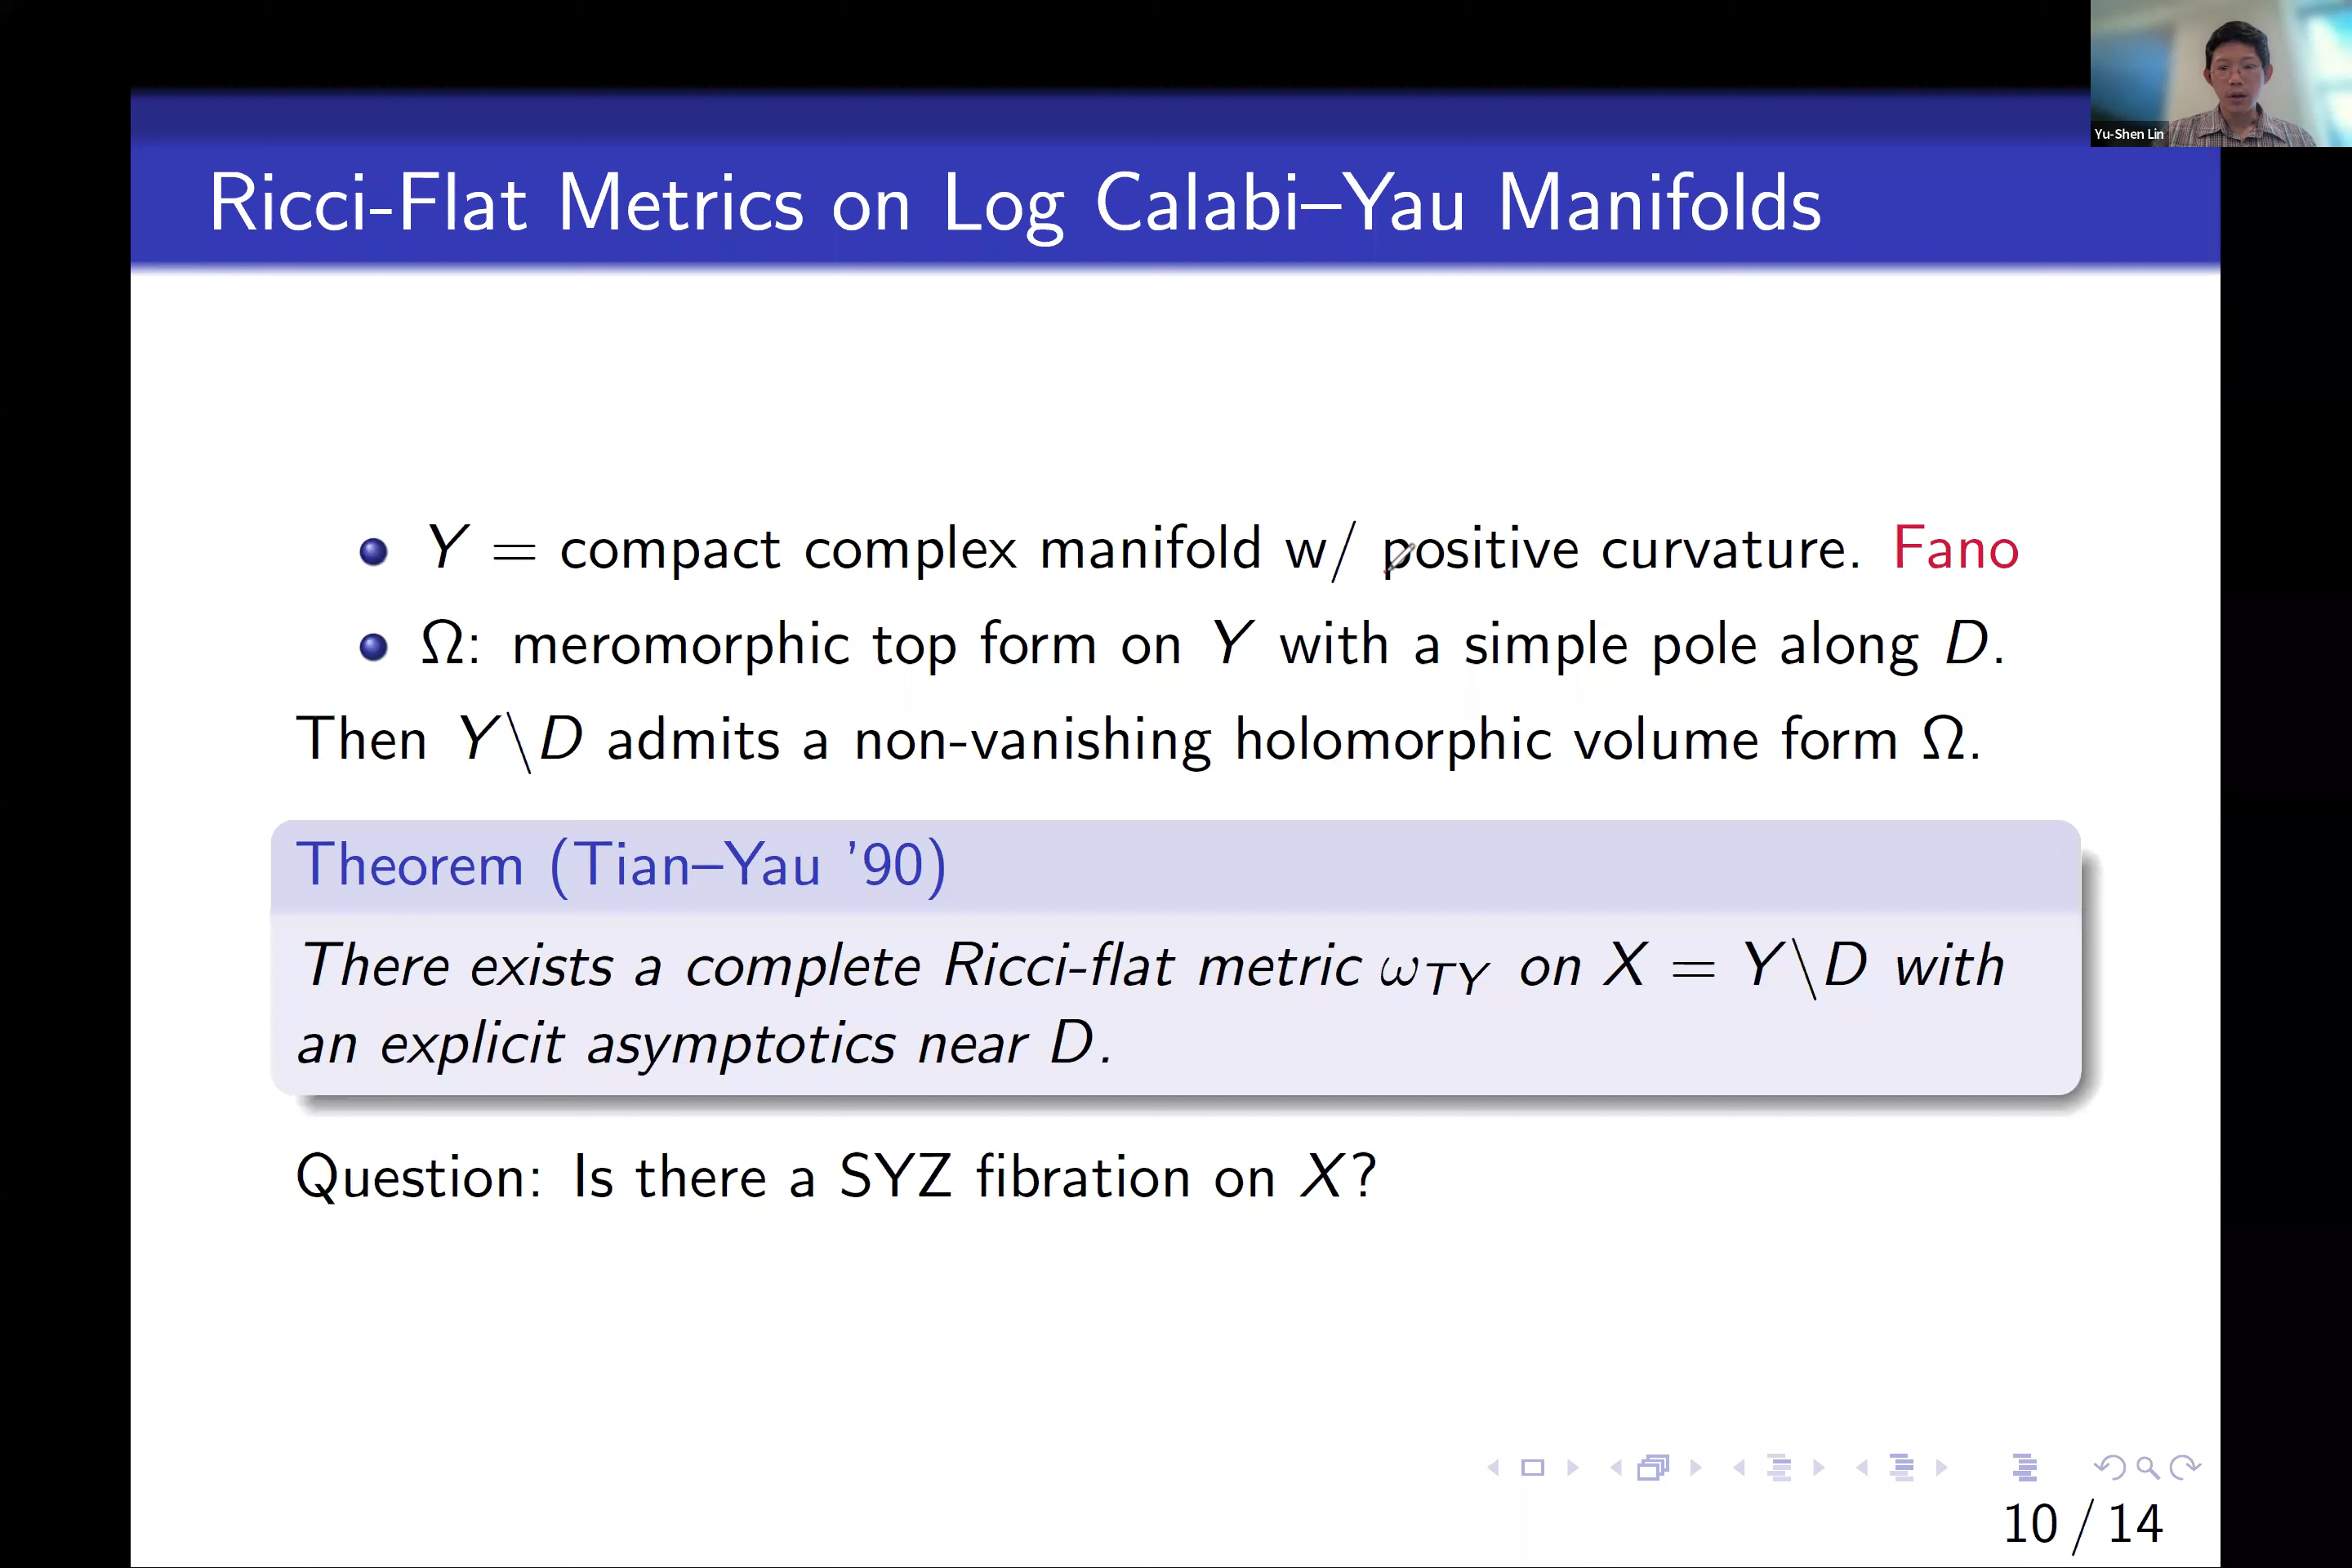 Yu-Shen Lin
Ricci-Flat Metrics on Log Calabi–Yau Manifolds
Y = compact complex manifold w/ positive curvature. Fano
Ω: meromorphic top form on Y with a simple pole along D.
Then Y\D admits a non-vanishing holomorphic volume form Ω.
Theorem (Tian–Yau '90)
There exists a complete Ricci-flat metric ω_TY on X = Y\D with
an explicit asymptotics near D.
Question: Is there a SYZ fibration on X?
10 / 14